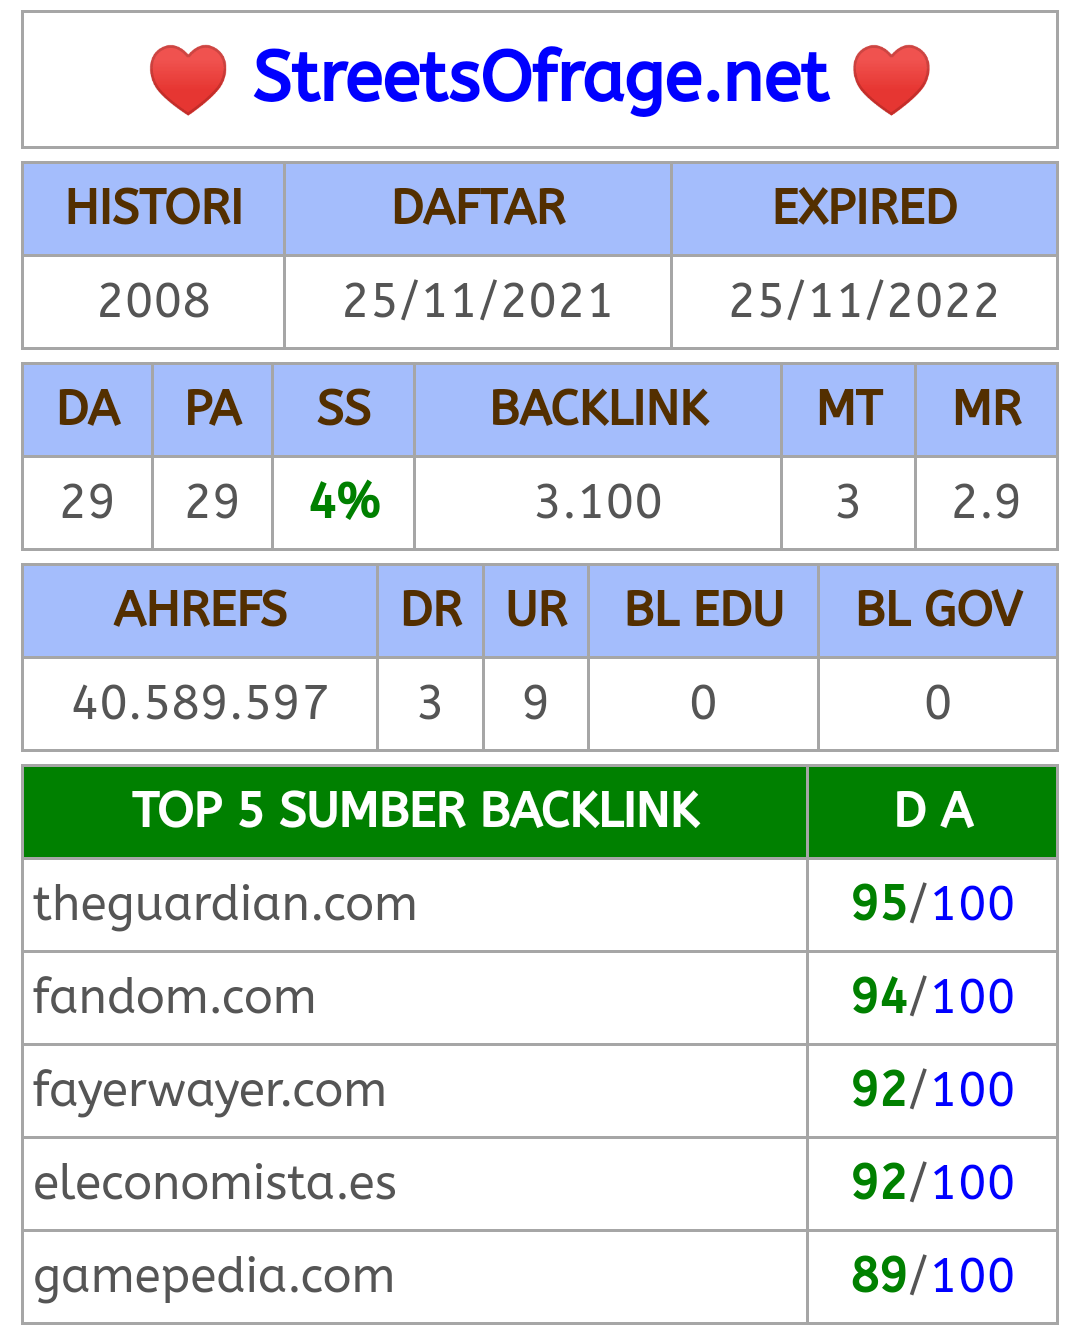 ❤️ StreetsOfrage.net ❤️
HISTORI DAFTAR EXPIRED
2008 25/11/2021 25/11/2022
DA PA SS BACKLINK MT MR
29 29 4% 3.100 3 2.9
AHREFS DR UR BL EDU BL GOV
40.589.597 3 9 0 0
TOP 5 SUMBER BACKLINK D A
theguardian.com 95/100
fandom.com 94/100
fayerwayer.com 92/100
eleconomista.es 92/100
gamepedia.com 89/100